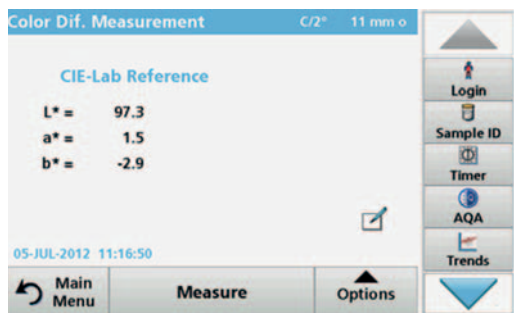 Color Dif. Measurement C/2° 11 mm o
CIE-Lab Reference
L* = 97.3
a* = 1.5
b* = -2.9
05-JUL-2012 11:16:50
Main
Menu
Measure
Options
Login
Sample ID
Timer
AQA
Trends